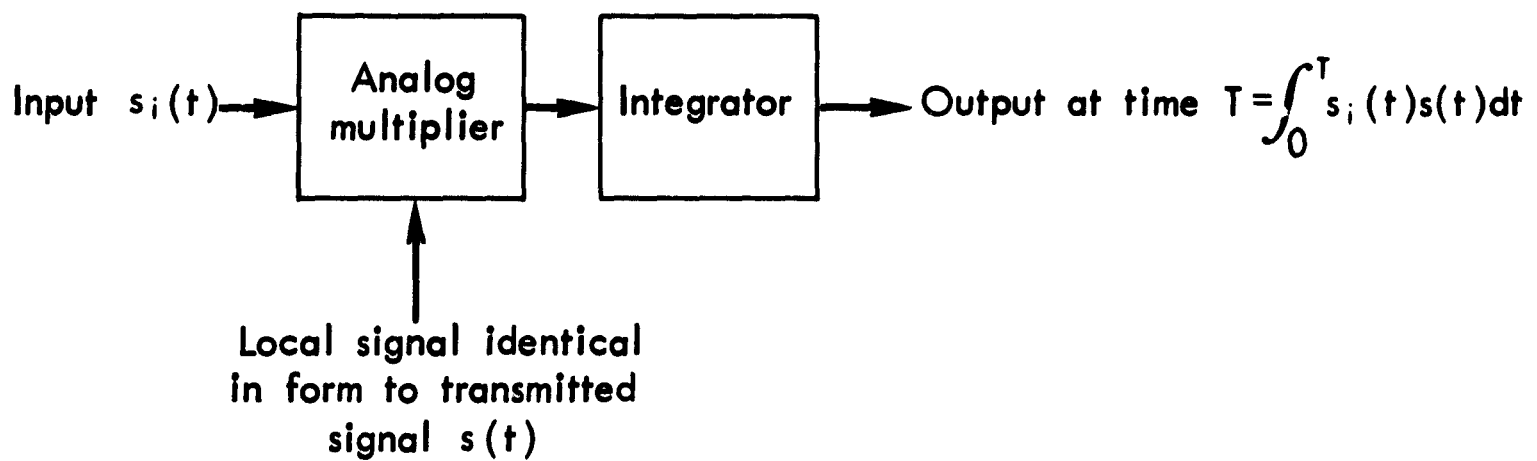 Input s_i(t)
Analog
multiplier
Integrator
Output at time T=∫_0^T s_i(t)s(t)dt
Local signal identical
in form to transmitted
signal s(t)